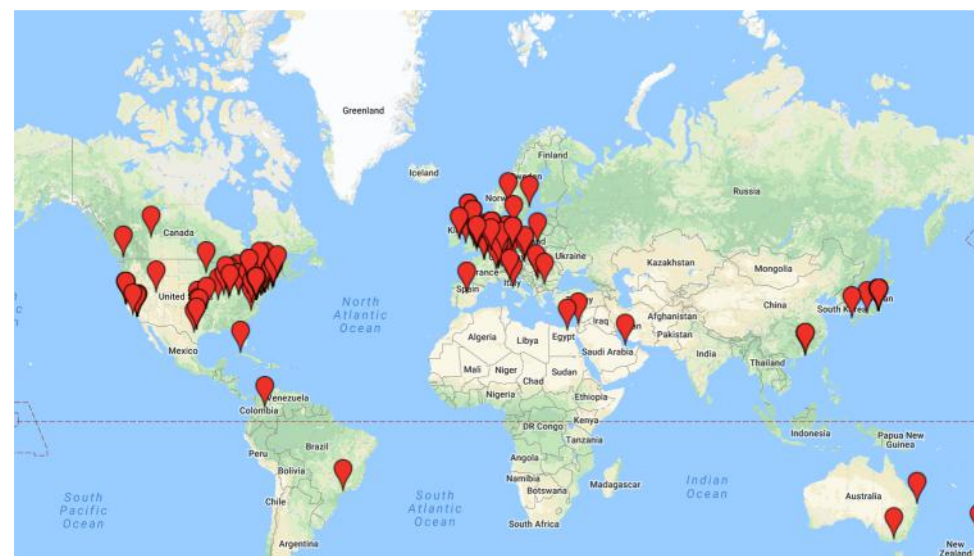 Greenland
Iceland
Finland
Russia
Canada
Ukraine
Kazakhstan
Mongolia
Spain
Italy
United
North
Atlantic
Ocean
China
South Korea
Afghanistan
Iraq
Pakistan
Algeria
Libya
Egypt
Saudi Arabia
India
Mexico
Thailand
Mali
Niger
Chad
Sudan
Nigeria
Ethiopia
Venezuela
Colombia
DR Congo
Kenya
Tanzania
Indonesia
Papua New
Guinea
Peru
Brazil
Bolivia
Angola
Namibia
Botswana
Madagascar
Indian
Ocean
South
Pacific
Ocean
Chile
South
Atlantic
Ocean
Australia
South Africa
Argentina
New
Zealand